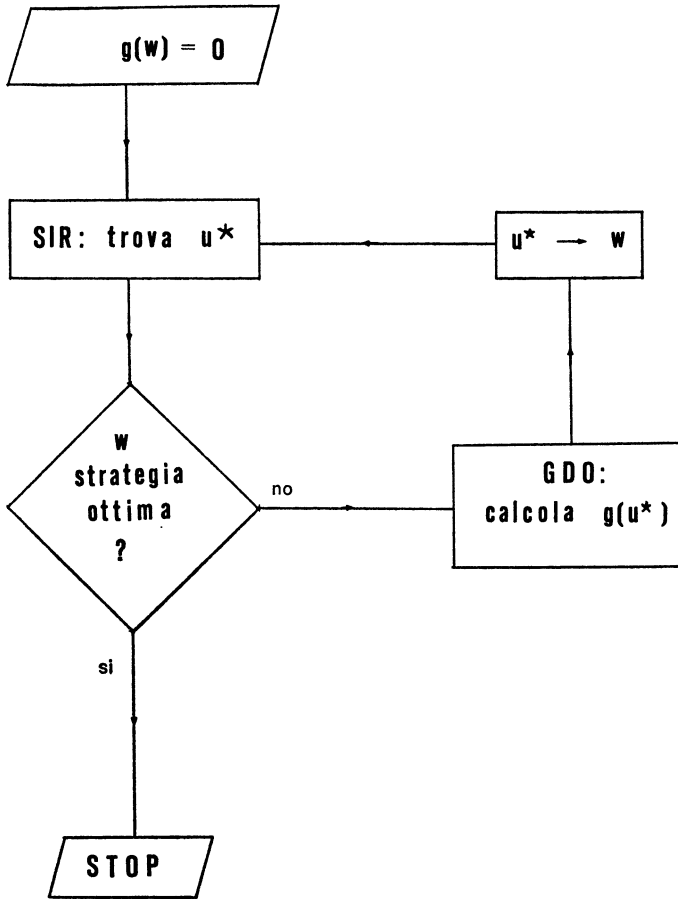 g(w) = 0
SIR: trova u*
u* → w
w
strategia
ottima
?
no
GDO:
calcola g(u*)
si
STOP